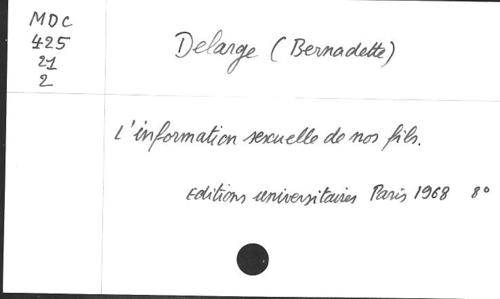 MDC
425
21
2
Delarge (Bernadette)
L'information sexuelle de nos fils.
Editions universitaires Paris 1968 8°